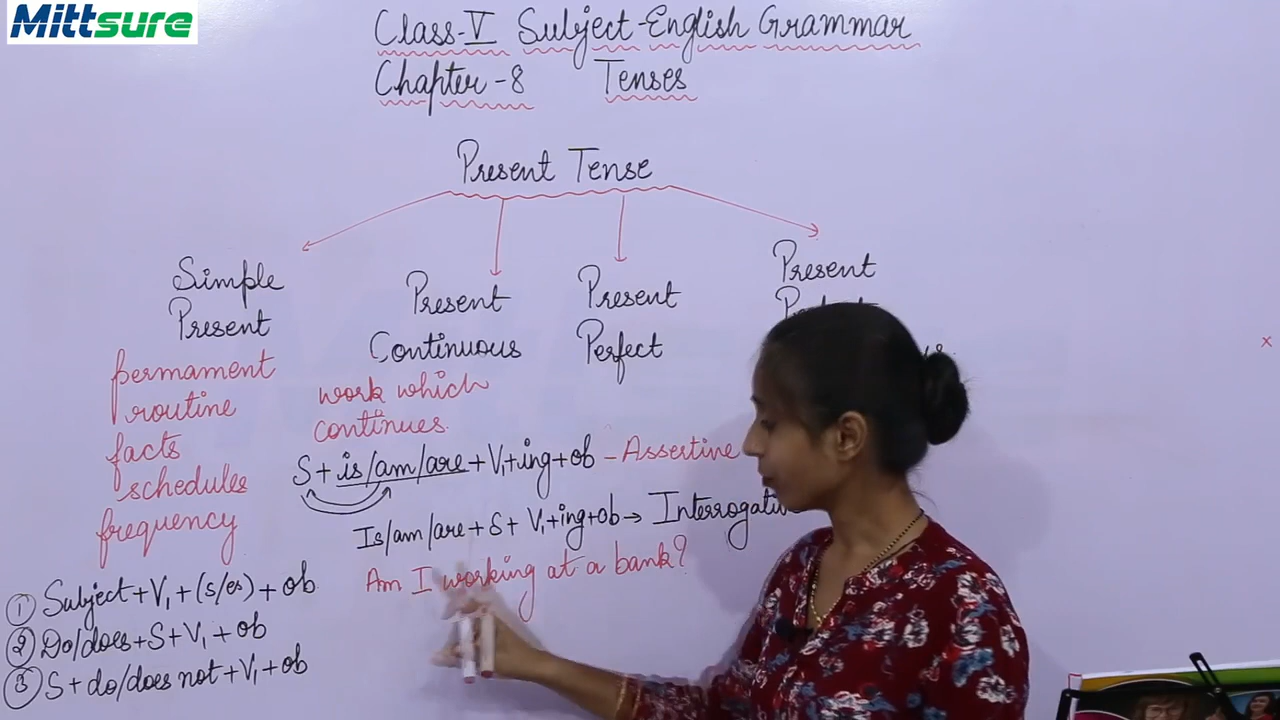 Mittsure
Class-V Subject-English Grammar
Chapter-8 Tenses
Present Tense
Simple
Present
permament
routine
facts
schedules
frequency
① Subject+V₁+(s/es)+ob
② Do/does+S+V₁+ob
③ S+do/does not+V₁+ob
Present
Continuous
work which
continues.
S+is/am/are+V₁+ing+ob - Assertive
Is/am/are+S+V₁+ing+ob→ Interrogativ
Am I working at a bank?
Present
Perfect
Present
x